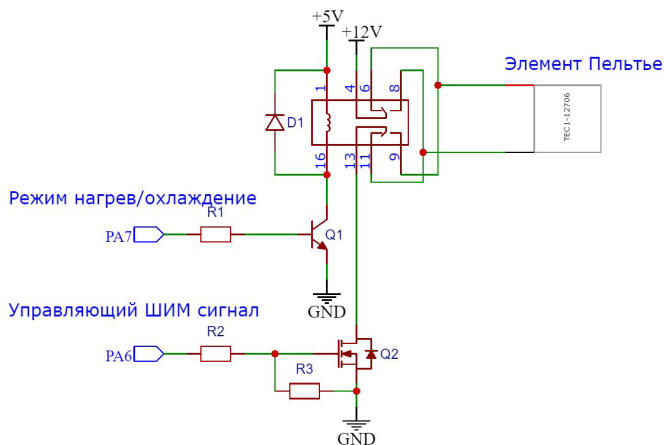 +5V
+12V
Элемент Пельтье
1
4
6
8
D1
TEC1-12706
16
13
11
9
Режим нагрев/охлаждение
R1
PA7
Q1
GND
Управляющий ШИМ сигнал
R2
PA6
Q2
R3
GND